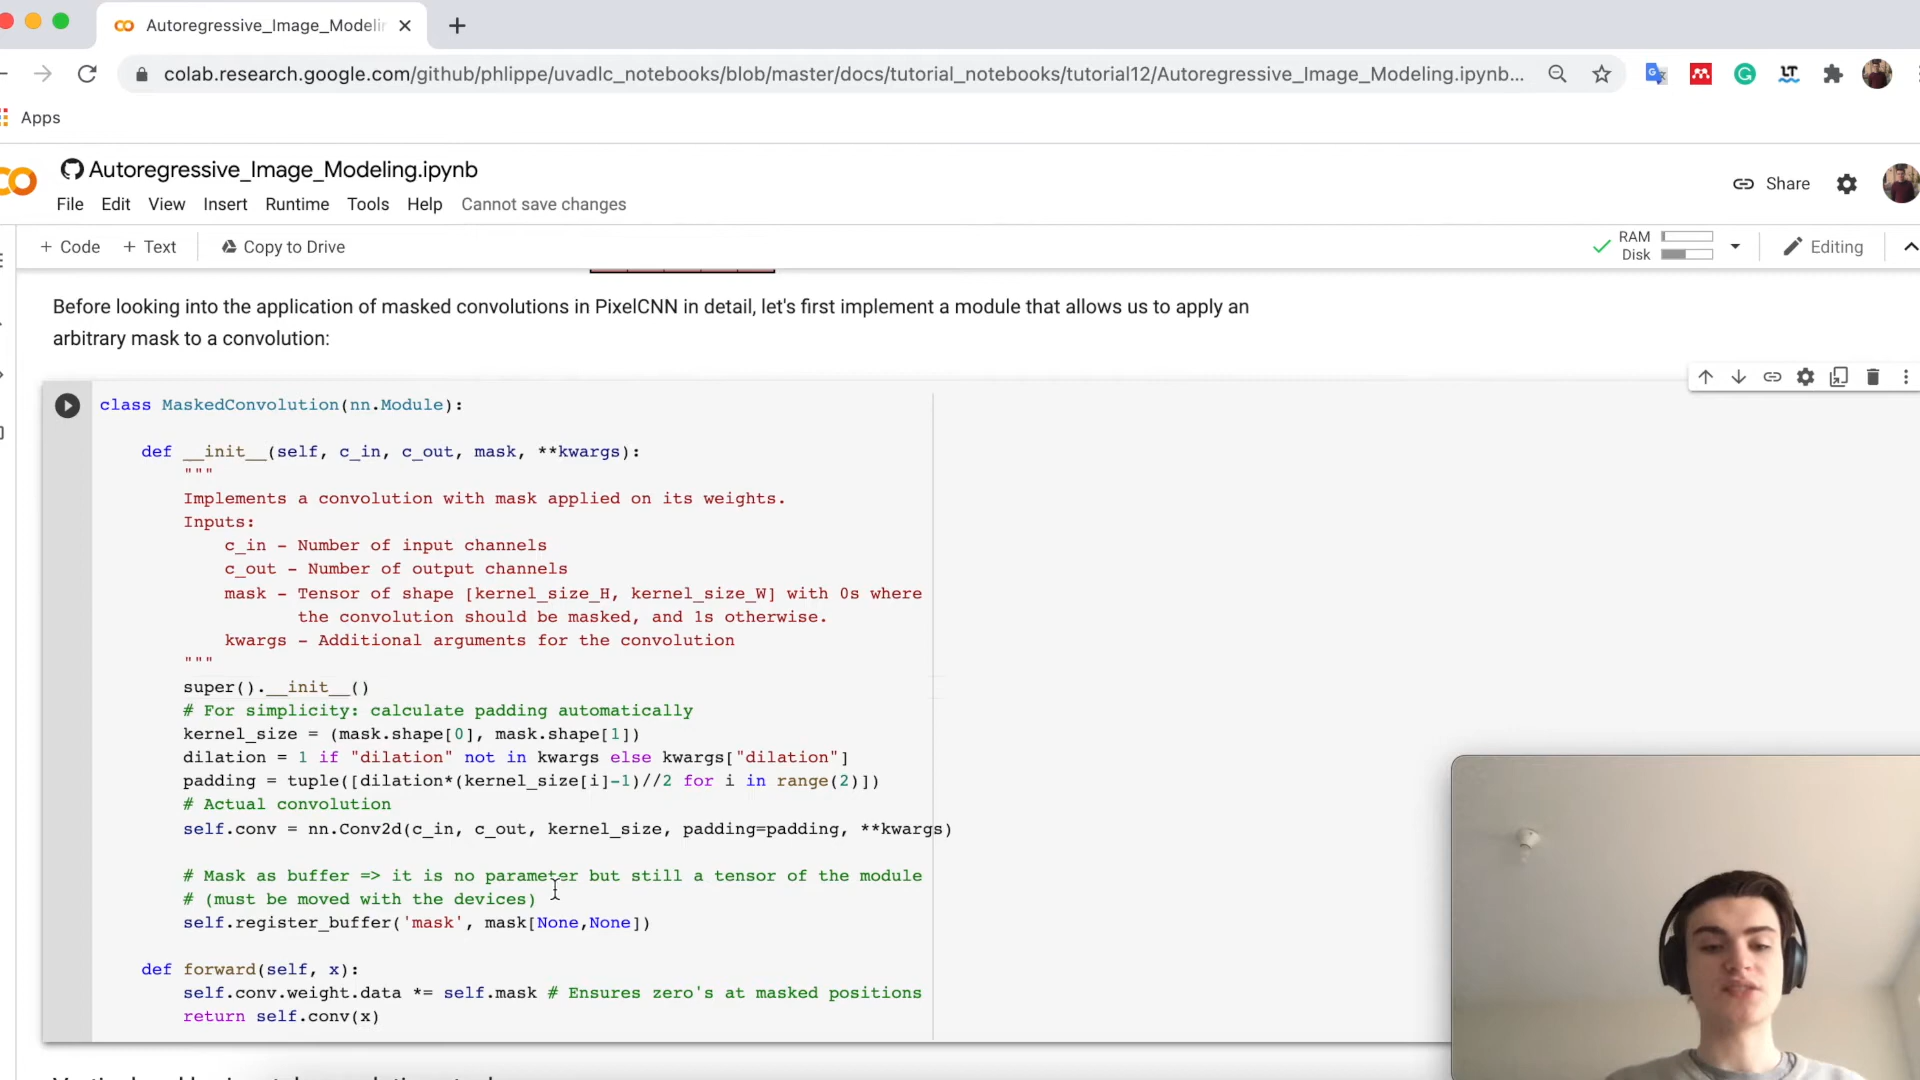 Autoregressive_Image_Modelin
colab.research.google.com/github/phlippe/uvadlc_notebooks/blob/master/docs/tutorial_notebooks/tutorial12/Autoregressive_Image_Modeling.ipynb...
Apps
Autoregressive_Image_Modeling.ipynb
Share
File Edit View Insert Runtime Tools Help Cannot save changes
+ Code + Text Copy to Drive
RAM
Disk
Editing
Before looking into the application of masked convolutions in PixelCNN in detail, let's first implement a module that allows us to apply an
arbitrary mask to a convolution:
class MaskedConvolution(nn.Module):
def __init__(self, c_in, c_out, mask, **kwargs):
"""
Implements a convolution with mask applied on its weights.
Inputs:
c_in - Number of input channels
c_out - Number of output channels
mask - Tensor of shape [kernel_size_H, kernel_size_W] with 0s where
the convolution should be masked, and 1s otherwise.
kwargs - Additional arguments for the convolution
"""
super().__init__()
# For simplicity: calculate padding automatically
kernel_size = (mask.shape[0], mask.shape[1])
dilation = 1 if "dilation" not in kwargs else kwargs["dilation"]
padding = tuple([dilation*(kernel_size[i]-1)//2 for i in range(2)])
# Actual convolution
self.conv = nn.Conv2d(c_in, c_out, kernel_size, padding=padding, **kwargs)
# Mask as buffer => it is no parameter but still a tensor of the module
# (must be moved with the devices)
self.register_buffer('mask', mask[None,None])
def forward(self, x):
self.conv.weight.data *= self.mask # Ensures zero's at masked positions
return self.conv(x)